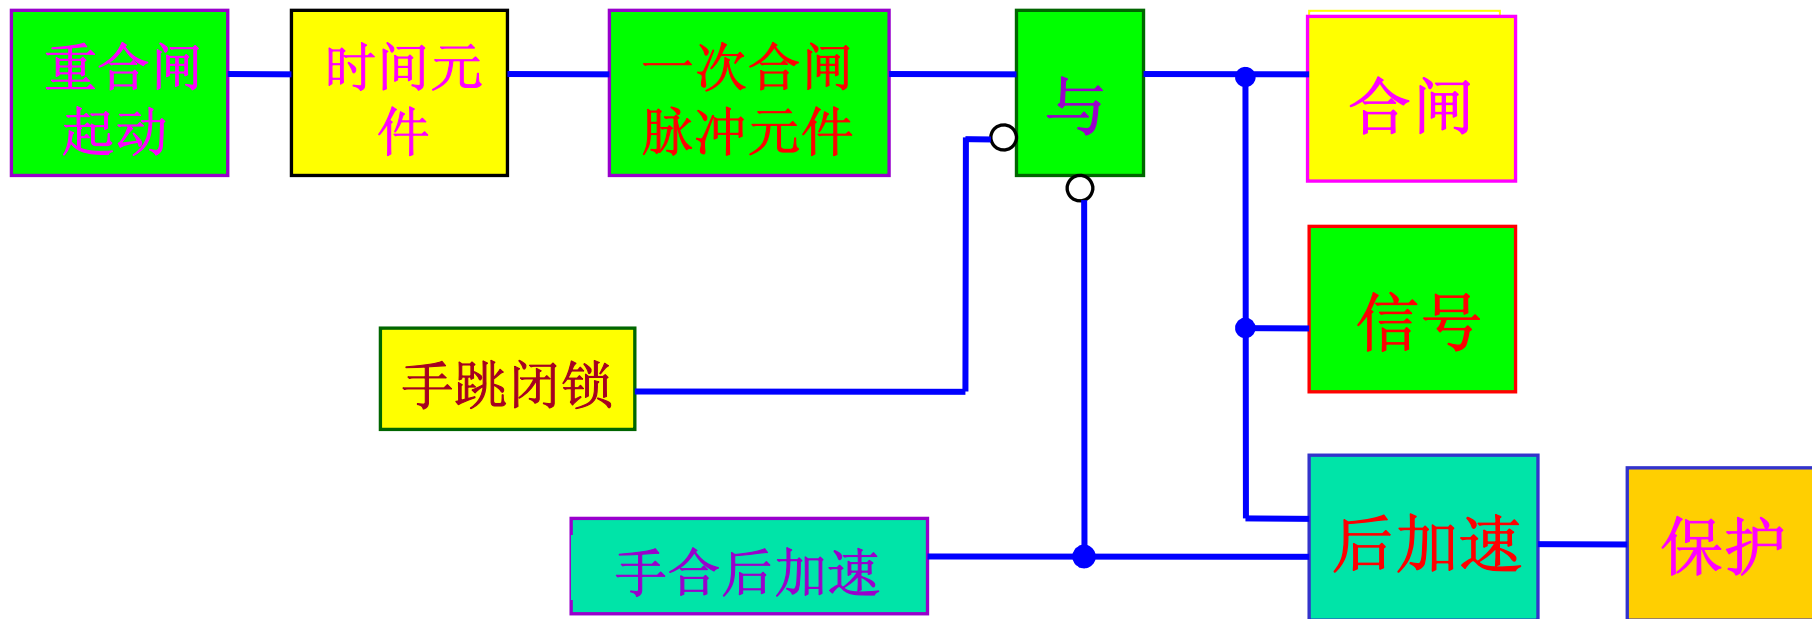 重合闸
起动
时间元
件
一次合闸
脉冲元件
与
合闸
信号
手跳闭锁
手合后加速
后加速
保护